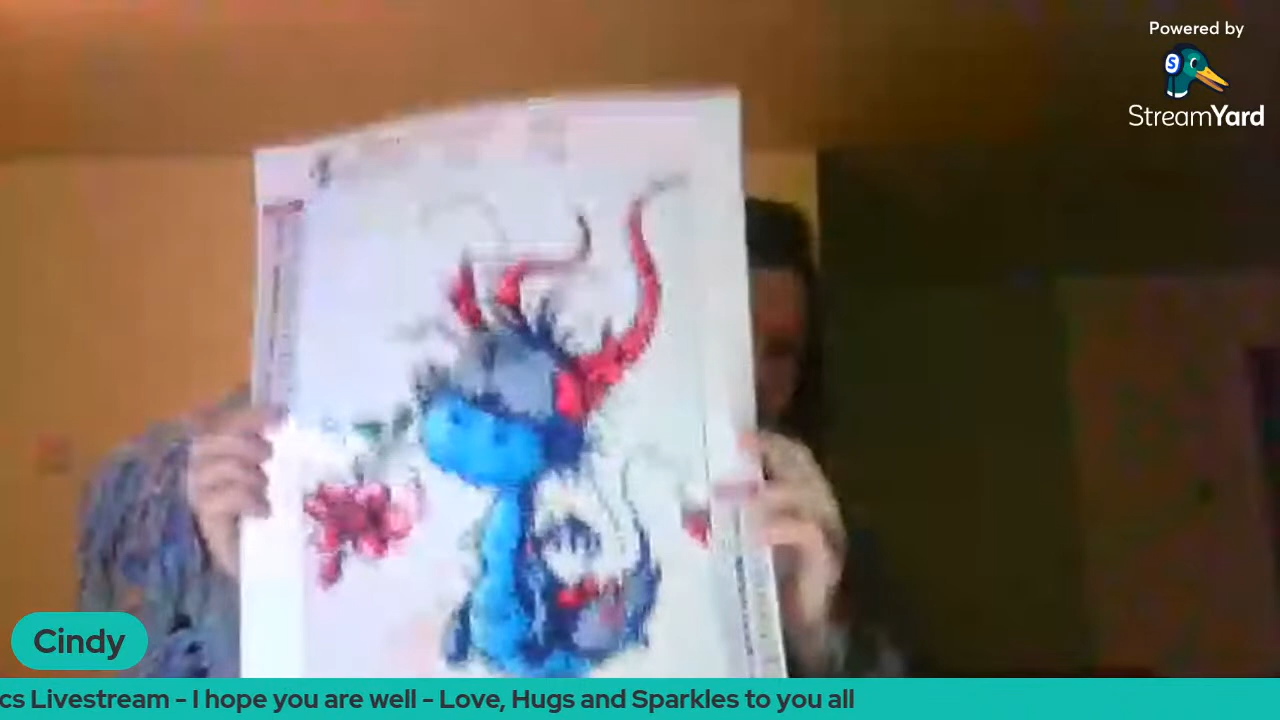 Powered by
S
StreamYard
Cindy
cs Livestream - I hope you are well - Love, Hugs and Sparkles to you all